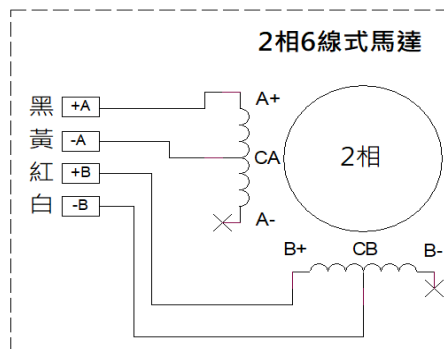 2相6線式馬達
黑 +A
黃 -A
紅 +B
白 -B
A+
CA
A-
2相
B+ CB B-